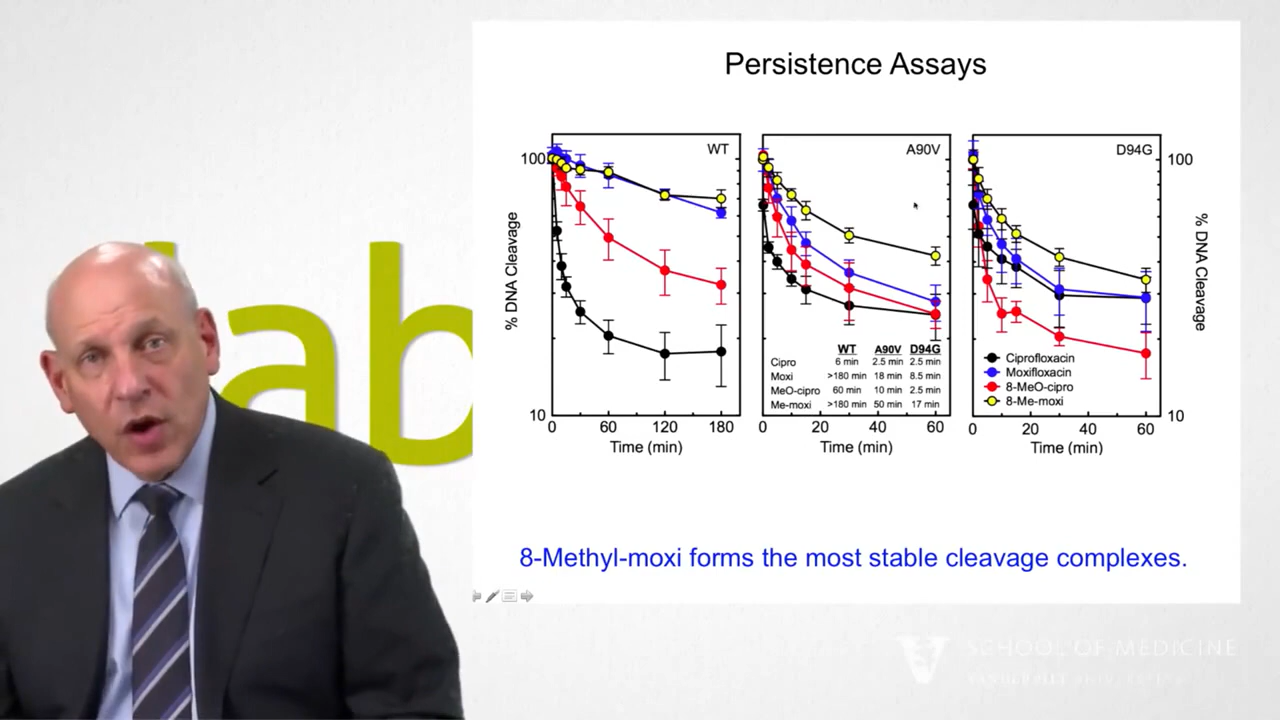 lab
Persistence Assays
WT
A90V
D94G
100
100
% DNA Cleavage
% DNA Cleavage
WT A90V D94G
Cipro 6 min 2.5 min 2.5 min
Moxi >180 min 18 min 8.5 min
MeO-cipro 60 min 10 min 2.5 min
Me-moxi >180 min 50 min 17 min
Ciprofloxacin
Moxifloxacin
8-MeO-cipro
8-Me-moxi
10
10
0 60 120 180
0 20 40 60
0 20 40 60
Time (min)
Time (min)
Time (min)
8-Methyl-moxi forms the most stable cleavage complexes.
SCHOOL OF MEDICINE
VANDERBILT UNIVERSITY